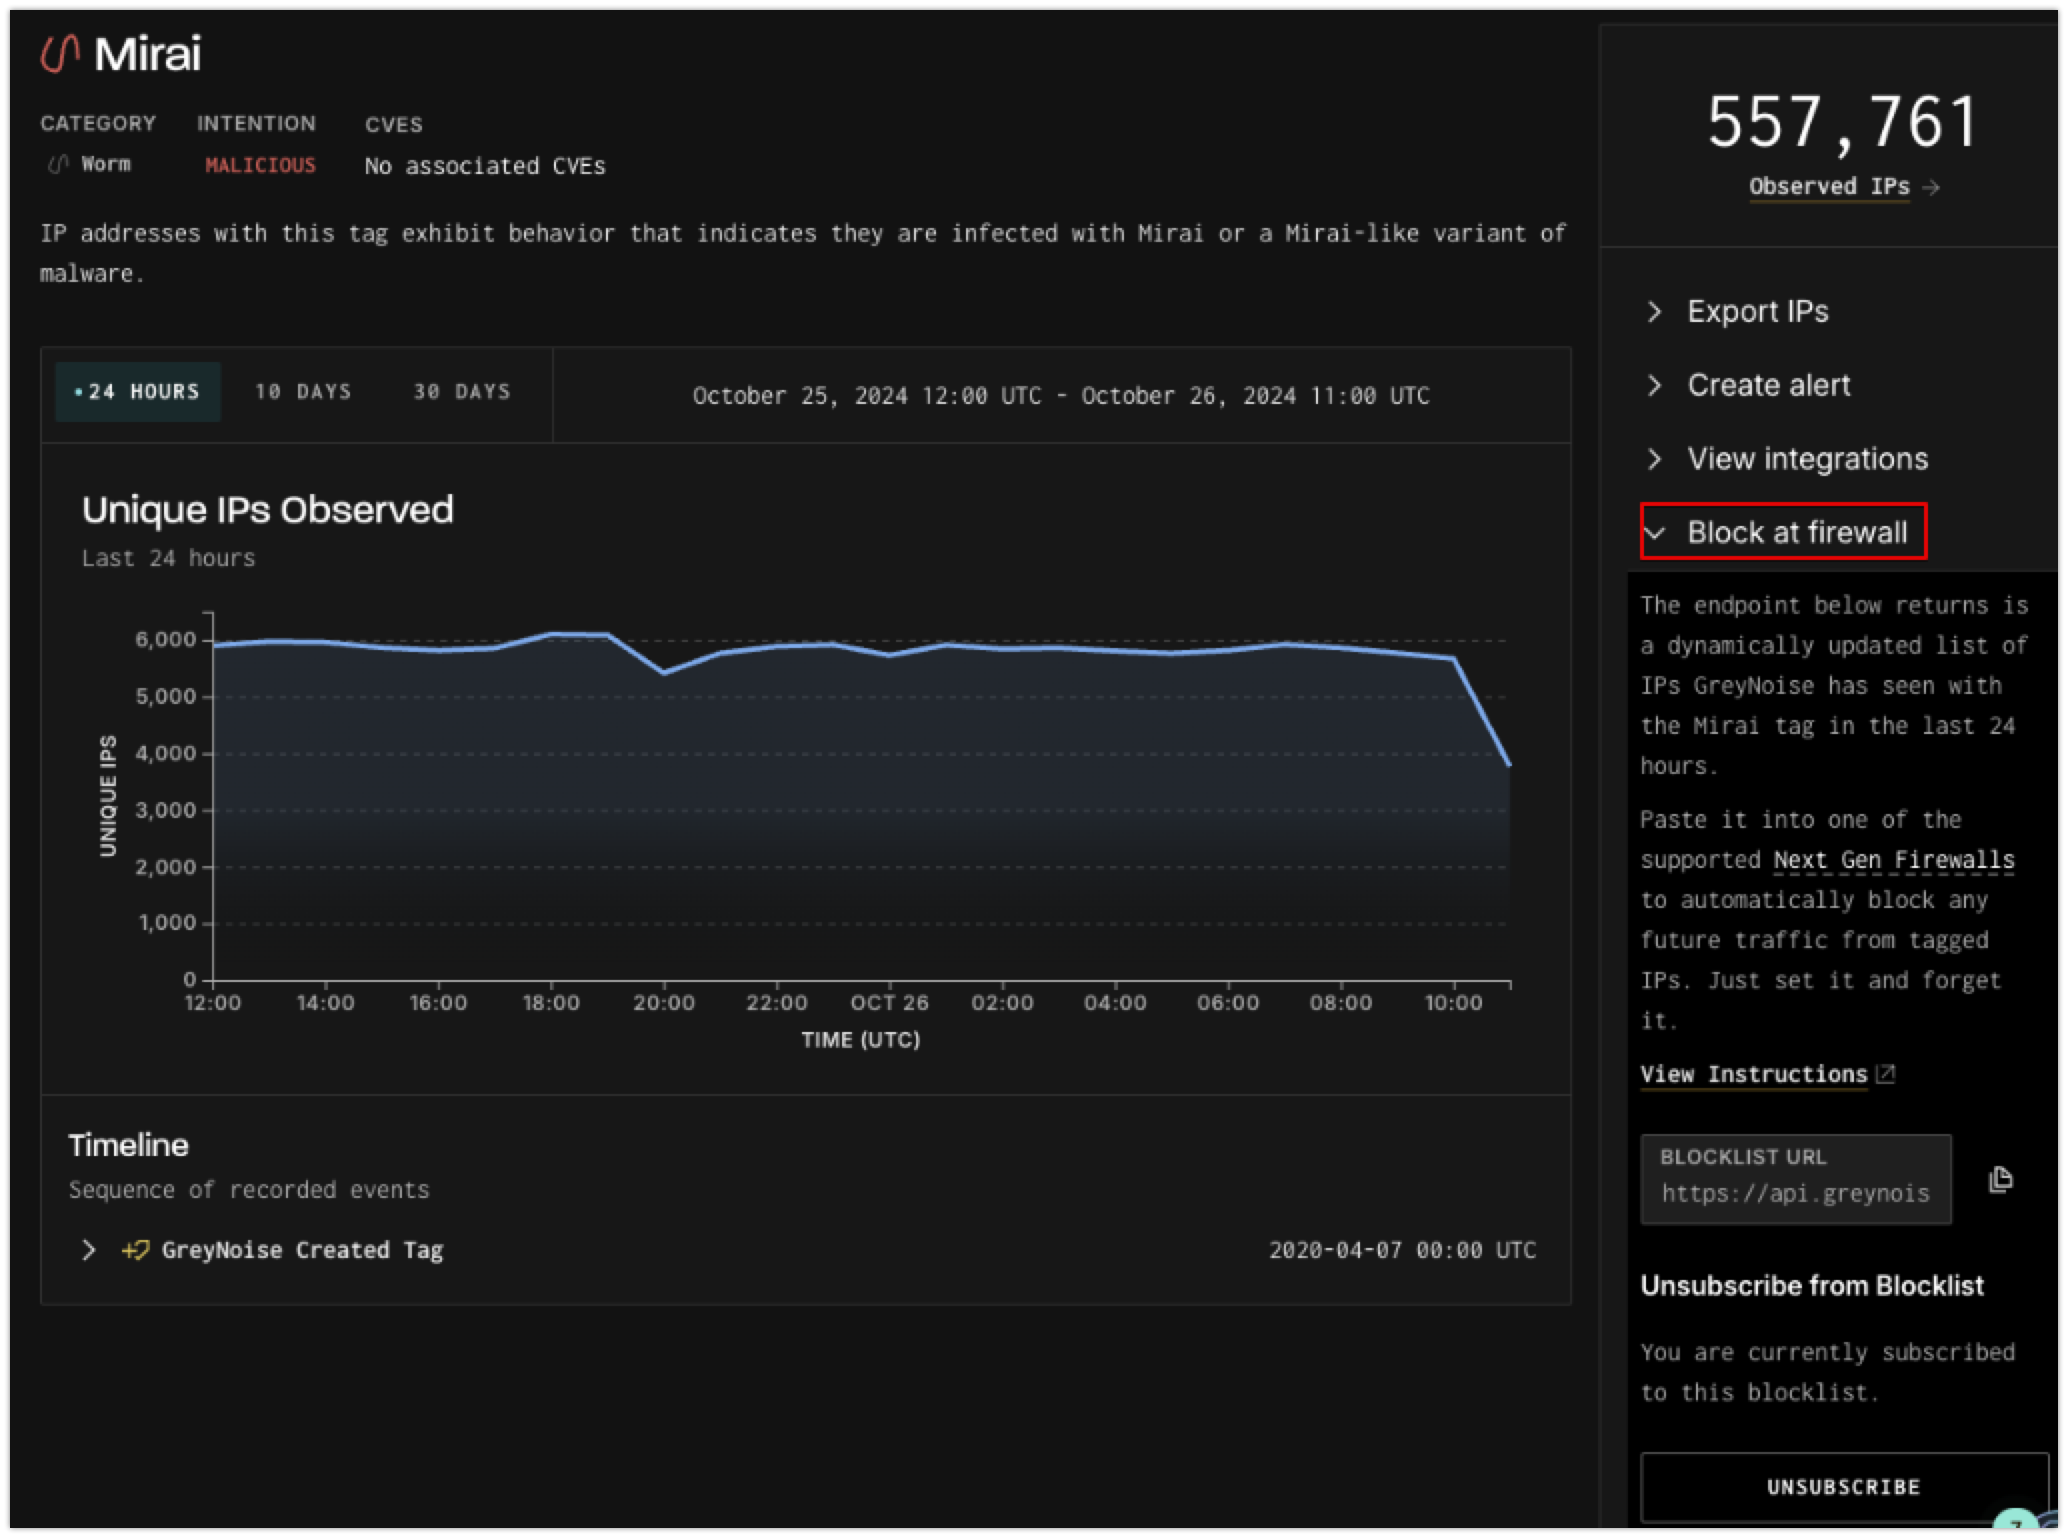 Mirai
CATEGORY INTENTION CVES
Worm MALICIOUS No associated CVEs
IP addresses with this tag exhibit behavior that indicates they are infected with Mirai or a Mirai-like variant of
malware.
24 HOURS 10 DAYS 30 DAYS
October 25, 2024 12:00 UTC - October 26, 2024 11:00 UTC
Unique IPs Observed
Last 24 hours
UNIQUE IPS
6,000
5,000
4,000
3,000
2,000
1,000
0
12:00 14:00 16:00 18:00 20:00 22:00 OCT 26 02:00 04:00 06:00 08:00 10:00
TIME (UTC)
Timeline
Sequence of recorded events
GreyNoise Created Tag 2020-04-07 00:00 UTC
557,761
Observed IPs
Export IPs
Create alert
View integrations
Block at firewall
The endpoint below returns is
a dynamically updated list of
IPs GreyNoise has seen with
the Mirai tag in the last 24
hours.
Paste it into one of the
supported Next Gen Firewalls
to automatically block any
future traffic from tagged
IPs. Just set it and forget
it.
View Instructions
BLOCKLIST URL
https://api.greynois
Unsubscribe from Blocklist
You are currently subscribed
to this blocklist.
UNSUBSCRIBE